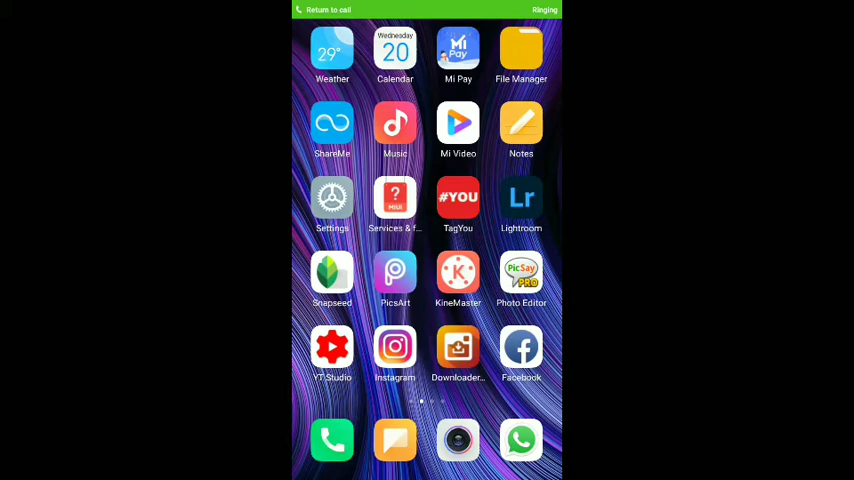 Return to call
Ringing
29°
Wednesday
20
Mi
Pay
Weather
Calendar
Mi Pay
File Manager
ShareMe
Music
Mi Video
Notes
?
MIUI
#YOU
Lr
Settings
Services & f...
TagYou
Lightroom
K
PicSay
PRO
Snapseed
PicsArt
KineMaster
Photo Editor
YT Studio
Instagram
Downloader...
Facebook